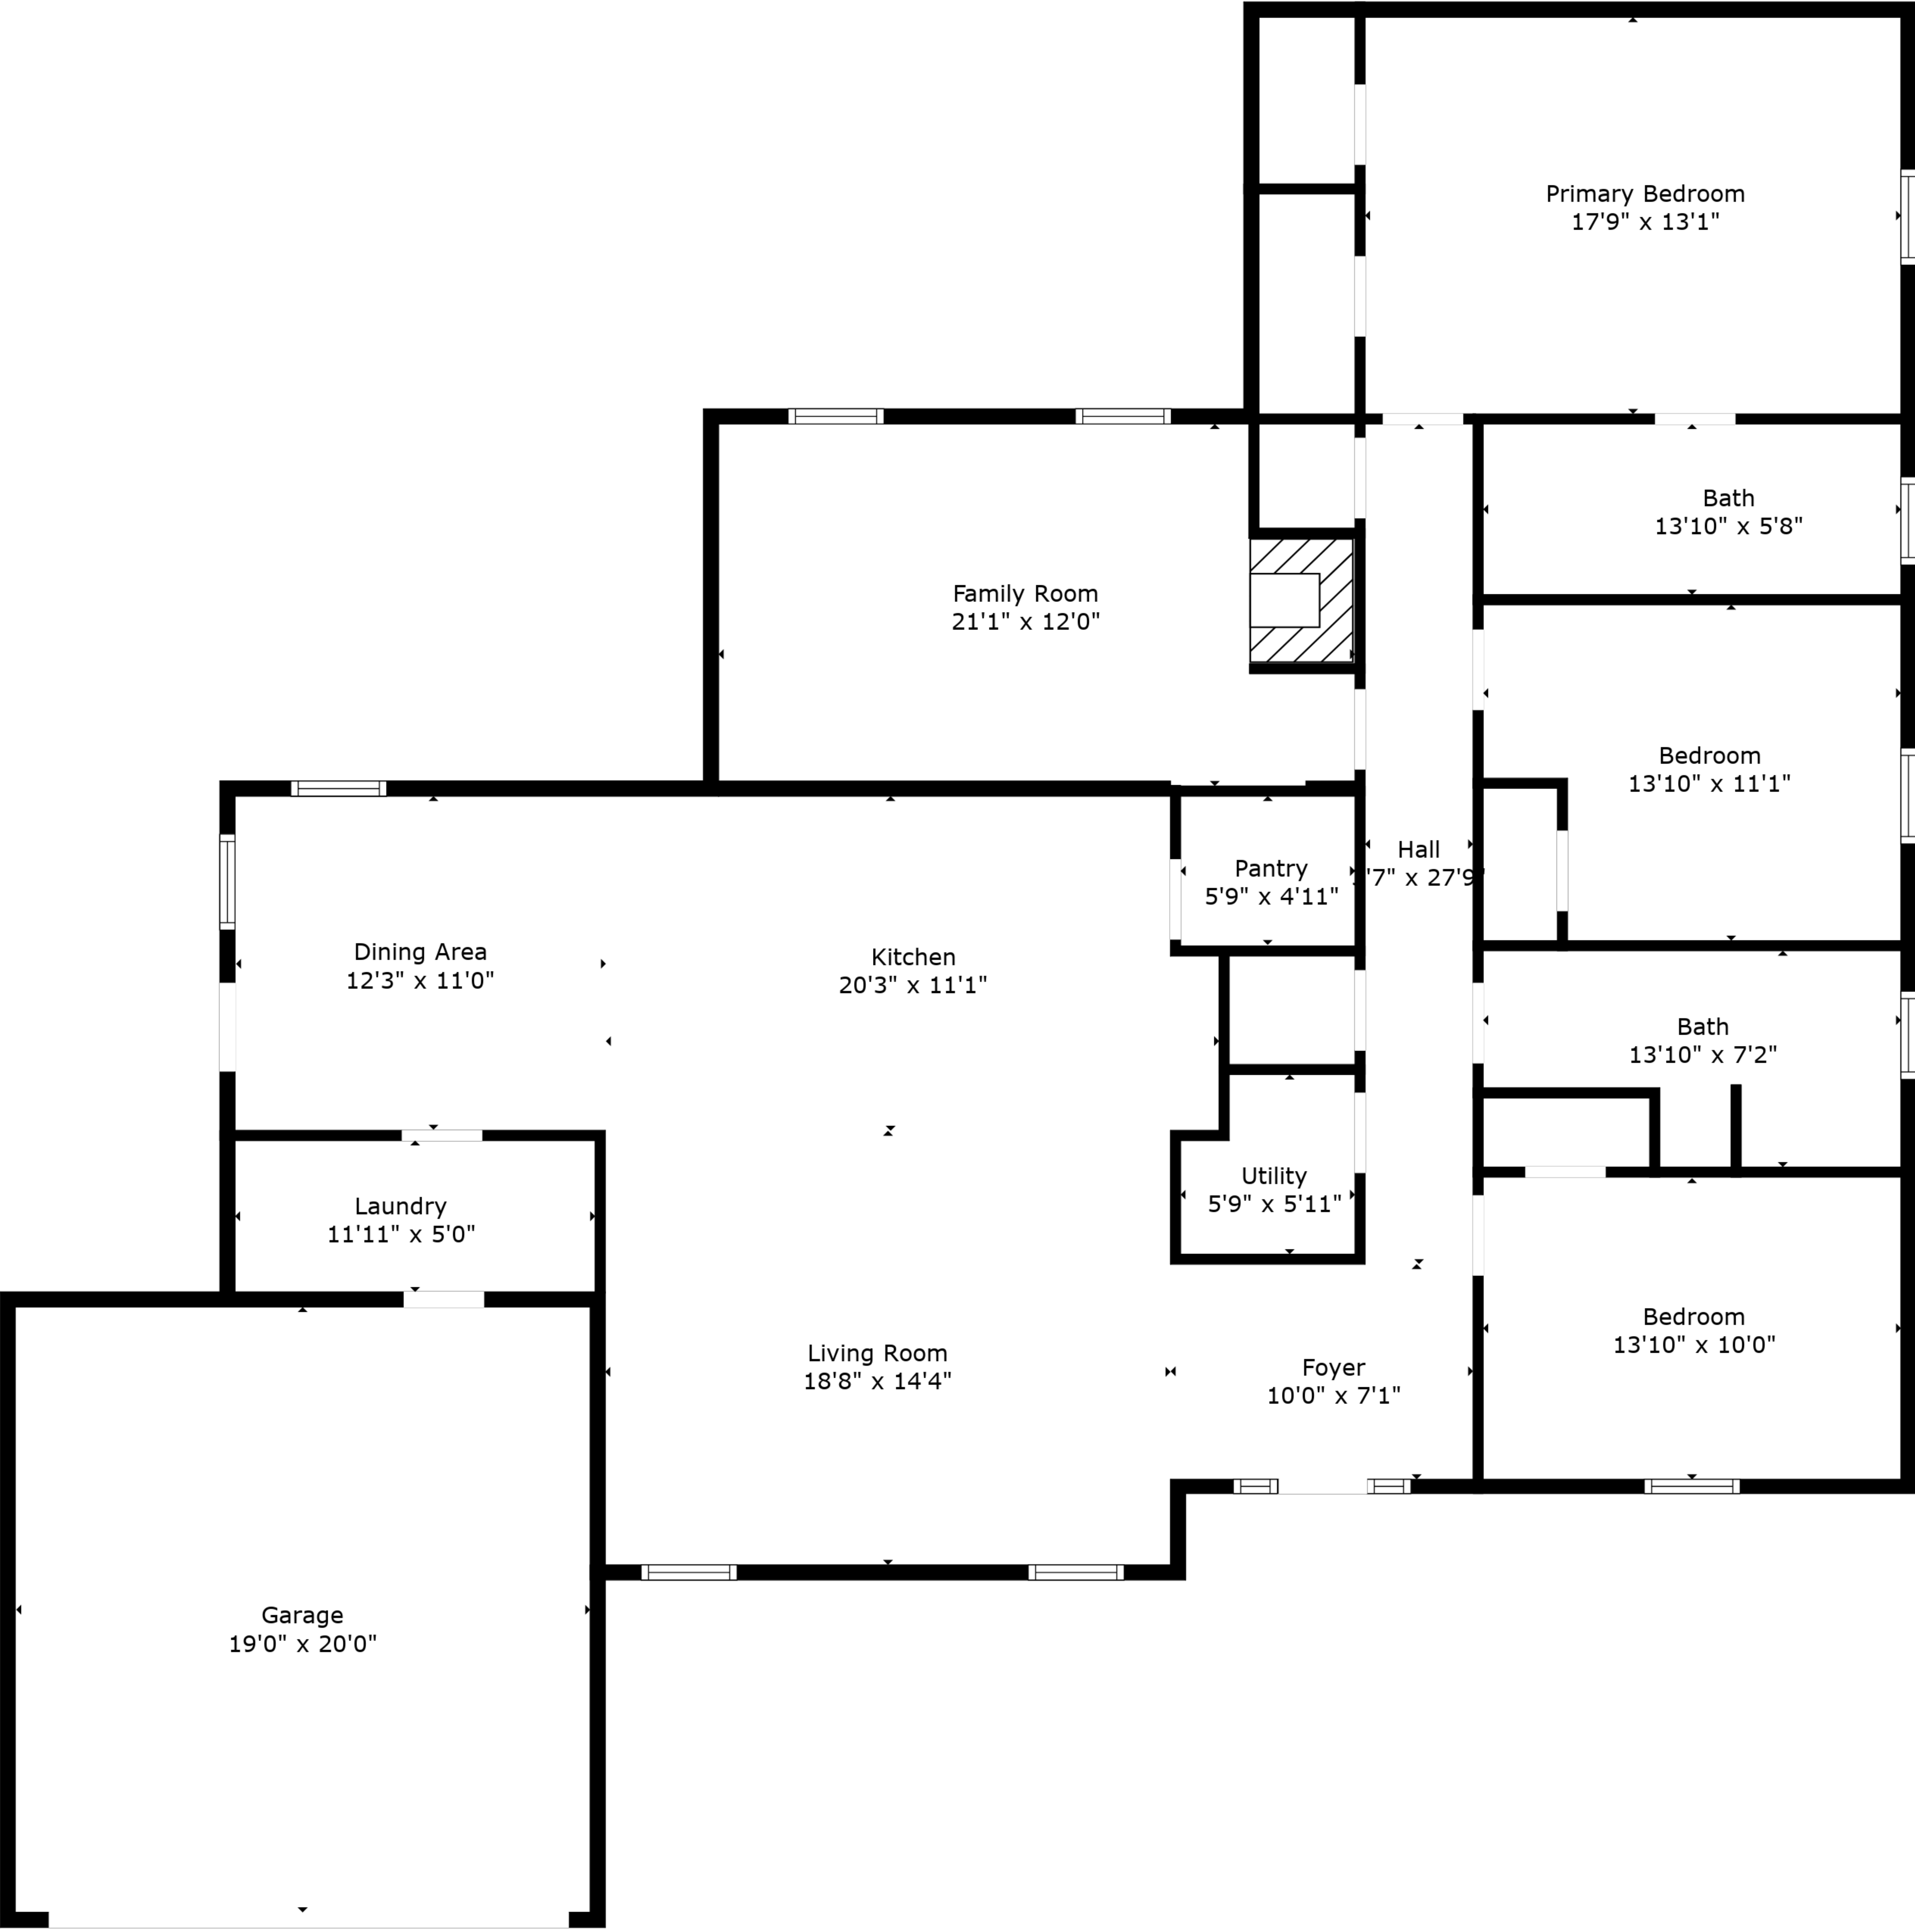 Primary Bedroom
17'9" x 13'1"
Bath
13'10" x 5'8"
Family Room
21'1" x 12'0"
Bedroom
13'10" x 11'1"
Hall
'7" x 27'9"
Pantry
5'9" x 4'11"
Dining Area
12'3" x 11'0"
Kitchen
20'3" x 11'1"
Bath
13'10" x 7'2"
Utility
5'9" x 5'11"
Laundry
11'11" x 5'0"
Living Room
18'8" x 14'4"
Foyer
10'0" x 7'1"
Bedroom
13'10" x 10'0"
Garage
19'0" x 20'0"